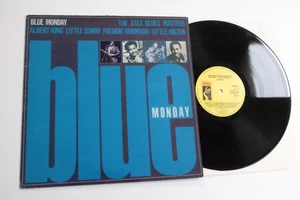 BLUE MONDAY THE STAX BLUES MASTERS
ALBERT KING LITTLE SONNY FREDDIE ROBINSON LITTLE MILTON
blue
MONDAY